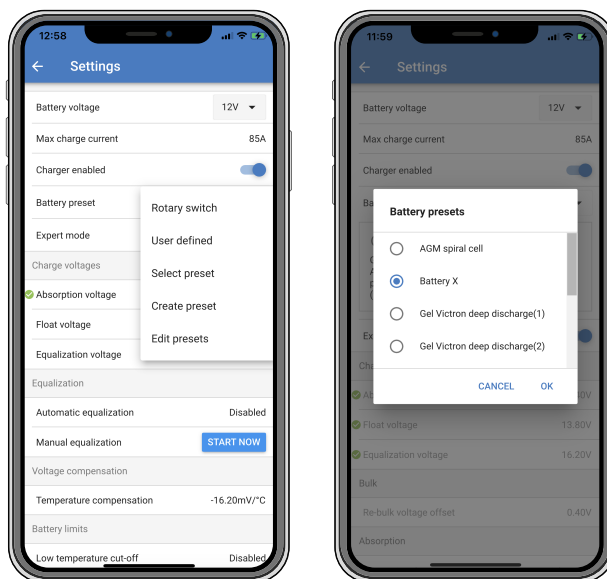 12:58
Settings
Battery voltage 12V
Max charge current 85A
Charger enabled
Battery preset
Expert mode
Rotary switch
User defined
Select preset
Create preset
Edit presets
Charge voltages
Absorption voltage
Float voltage
Equalization voltage
Equalization
Automatic equalization Disabled
Manual equalization START NOW
Voltage compensation
Temperature compensation -16.20mV/°C
Battery limits
Low temperature cut-off Disabled
11:59
Settings
Battery voltage 12V
Max charge current 85A
Charger enabled
Ba
Battery presets
AGM spiral cell
Battery X
Gel Victron deep discharge(1)
Gel Victron deep discharge(2)
CANCEL OK
Ex
Cha
Ab
Float voltage 13.80V
Equalization voltage 16.20V
Bulk
Re-bulk voltage offset 0.40V
Absorption